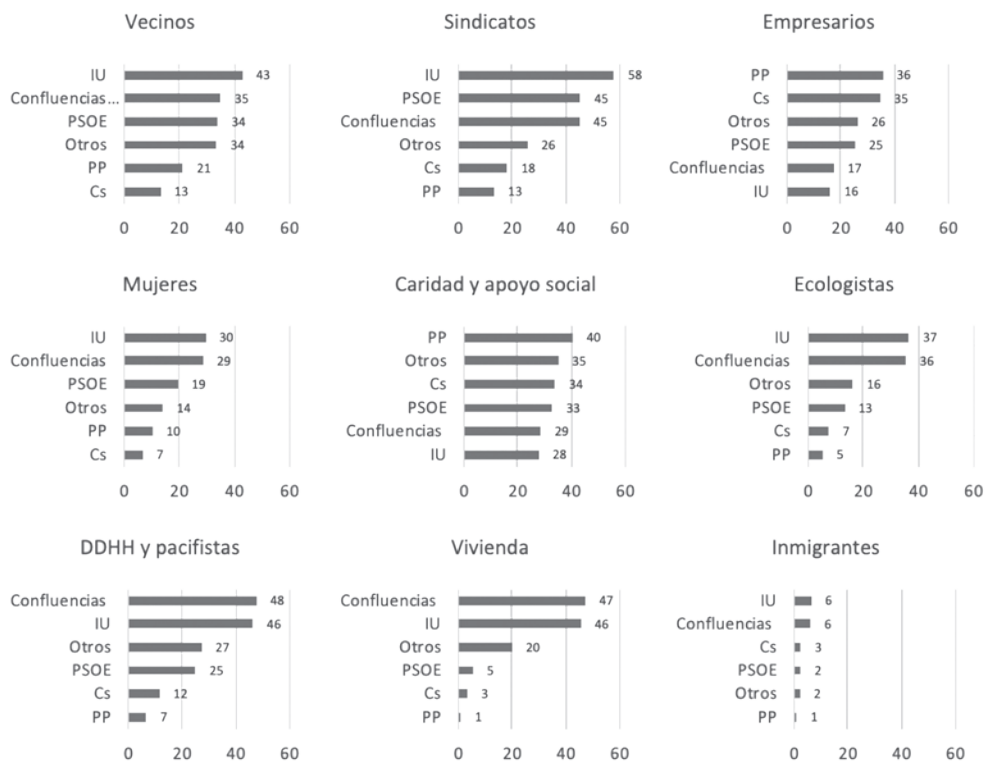 Vecinos
IU 43
Confluencias... 35
PSOE 34
Otros 34
PP 21
Cs 13
0 20 40 60
Sindicatos
IU 58
PSOE 45
Confluencias 45
Otros 26
Cs 18
PP 13
0 20 40 60
Empresarios
PP 36
Cs 35
Otros 26
PSOE 25
Confluencias 17
IU 16
0 20 40 60
Mujeres
IU 30
Confluencias 29
PSOE 19
Otros 14
PP 10
Cs 7
0 20 40 60
Caridad y apoyo social
PP 40
Otros 35
Cs 34
PSOE 33
Confluencias 29
IU 28
0 20 40 60
Ecologistas
IU 37
Confluencias 36
Otros 16
PSOE 13
Cs 7
PP 5
0 20 40 60
DDHH y pacifistas
Confluencias 48
IU 46
Otros 27
PSOE 25
Cs 12
PP 7
0 20 40 60
Vivienda
Confluencias 47
IU 46
Otros 20
PSOE 5
Cs 3
PP 1
0 20 40 60
Inmigrantes
IU 6
Confluencias 6
Cs 3
PSOE 2
Otros 2
PP 1
0 20 40 60